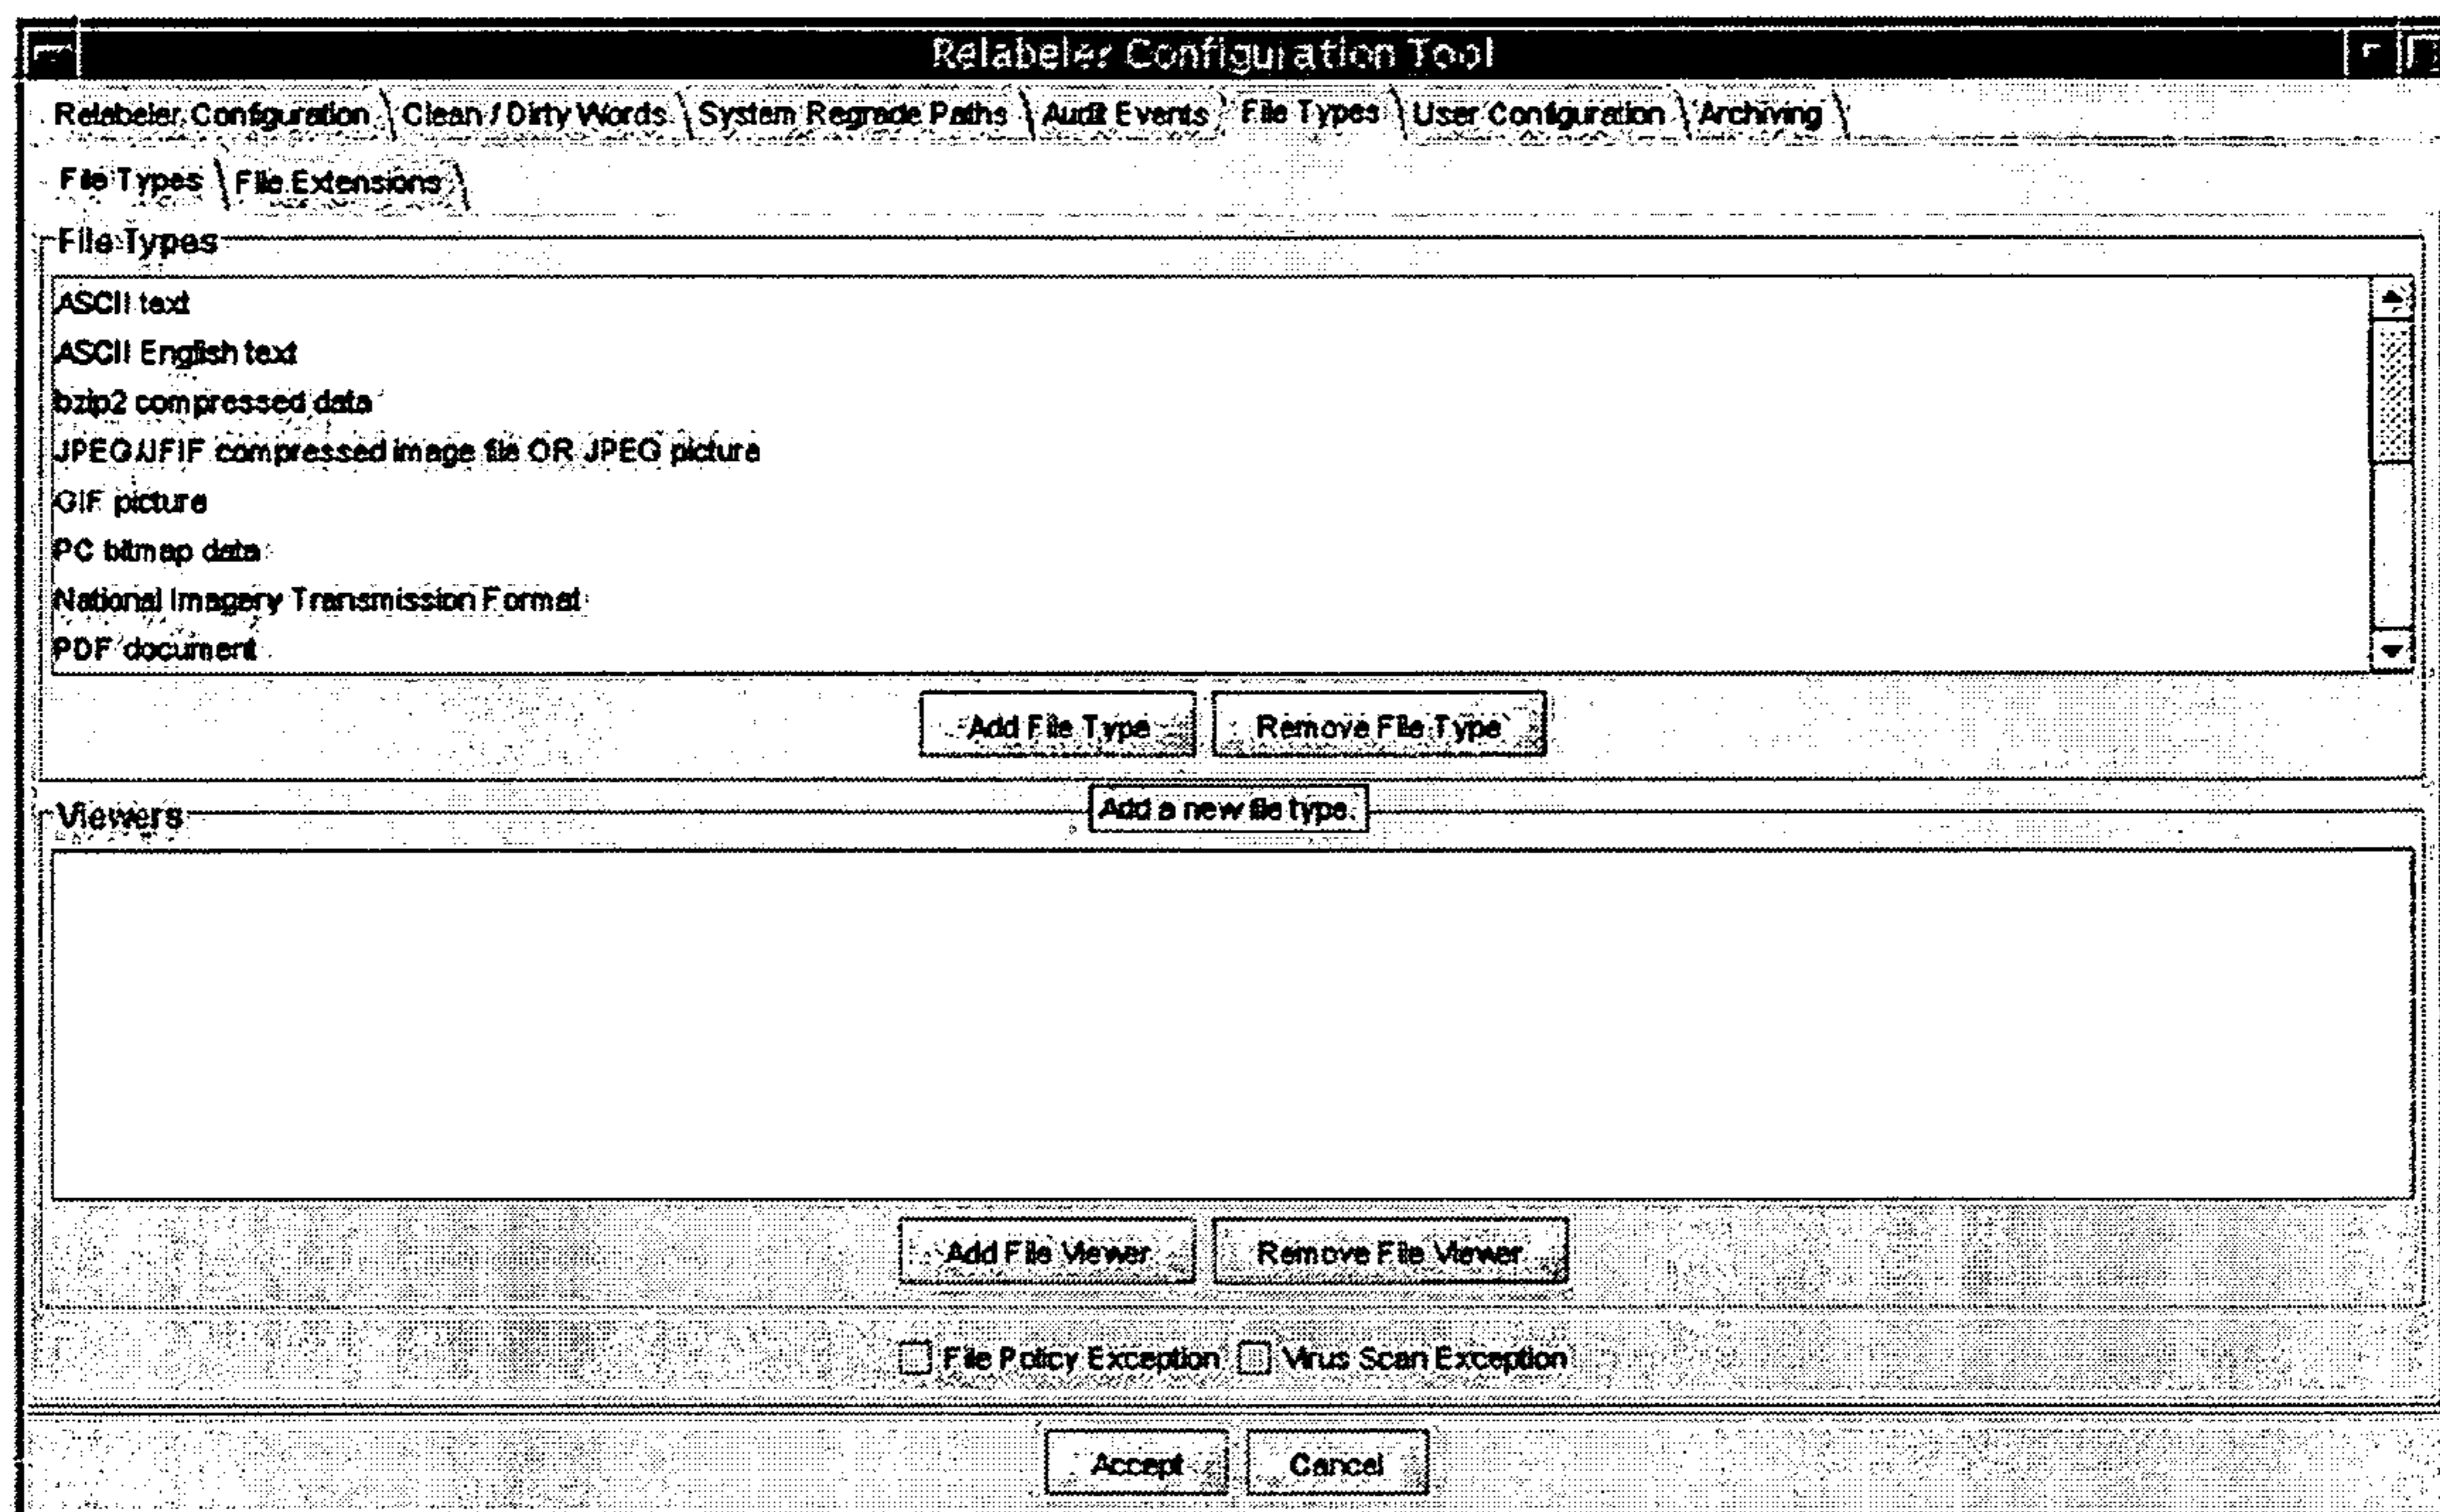 Relabeler Configuration Tool
Relabeler Configuration Clean / Dirty Words System Regrade Paths Audit Events File Types User Configuration Archiving
File Types File Extensions
File Types
ASCII text
ASCII English text
bzip2 compressed data
JPEG/JFIF compressed image file OR JPEG picture
GIF picture
PC bitmap data
National Imagery Transmission Format
PDF document
Add File Type Remove File Type
Viewers Add a new file type.
Add File Viewer Remove File Viewer
File Policy Exception Virus Scan Exception
Accept Cancel